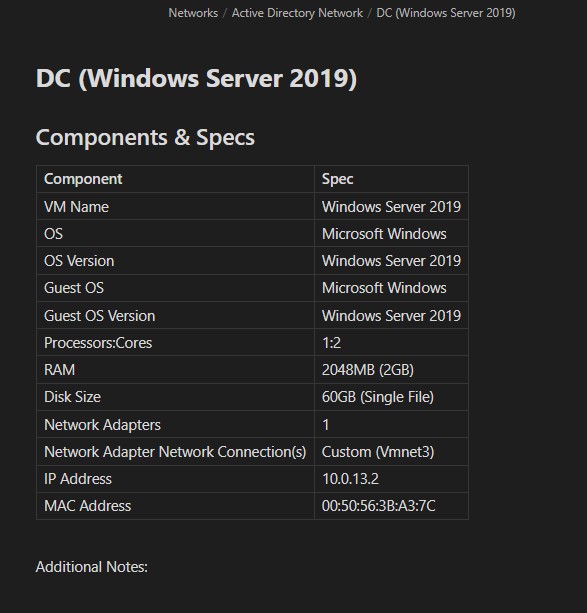 Networks / Active Directory Network / DC (Windows Server 2019)
DC (Windows Server 2019)
Components & Specs
Component Spec
VM Name Windows Server 2019
OS Microsoft Windows
OS Version Windows Server 2019
Guest OS Microsoft Windows
Guest OS Version Windows Server 2019
Processors:Cores 1:2
RAM 2048MB (2GB)
Disk Size 60GB (Single File)
Network Adapters 1
Network Adapter Network Connection(s) Custom (Vmnet3)
IP Address 10.0.13.2
MAC Address 00:50:56:3B:A3:7C
Additional Notes: